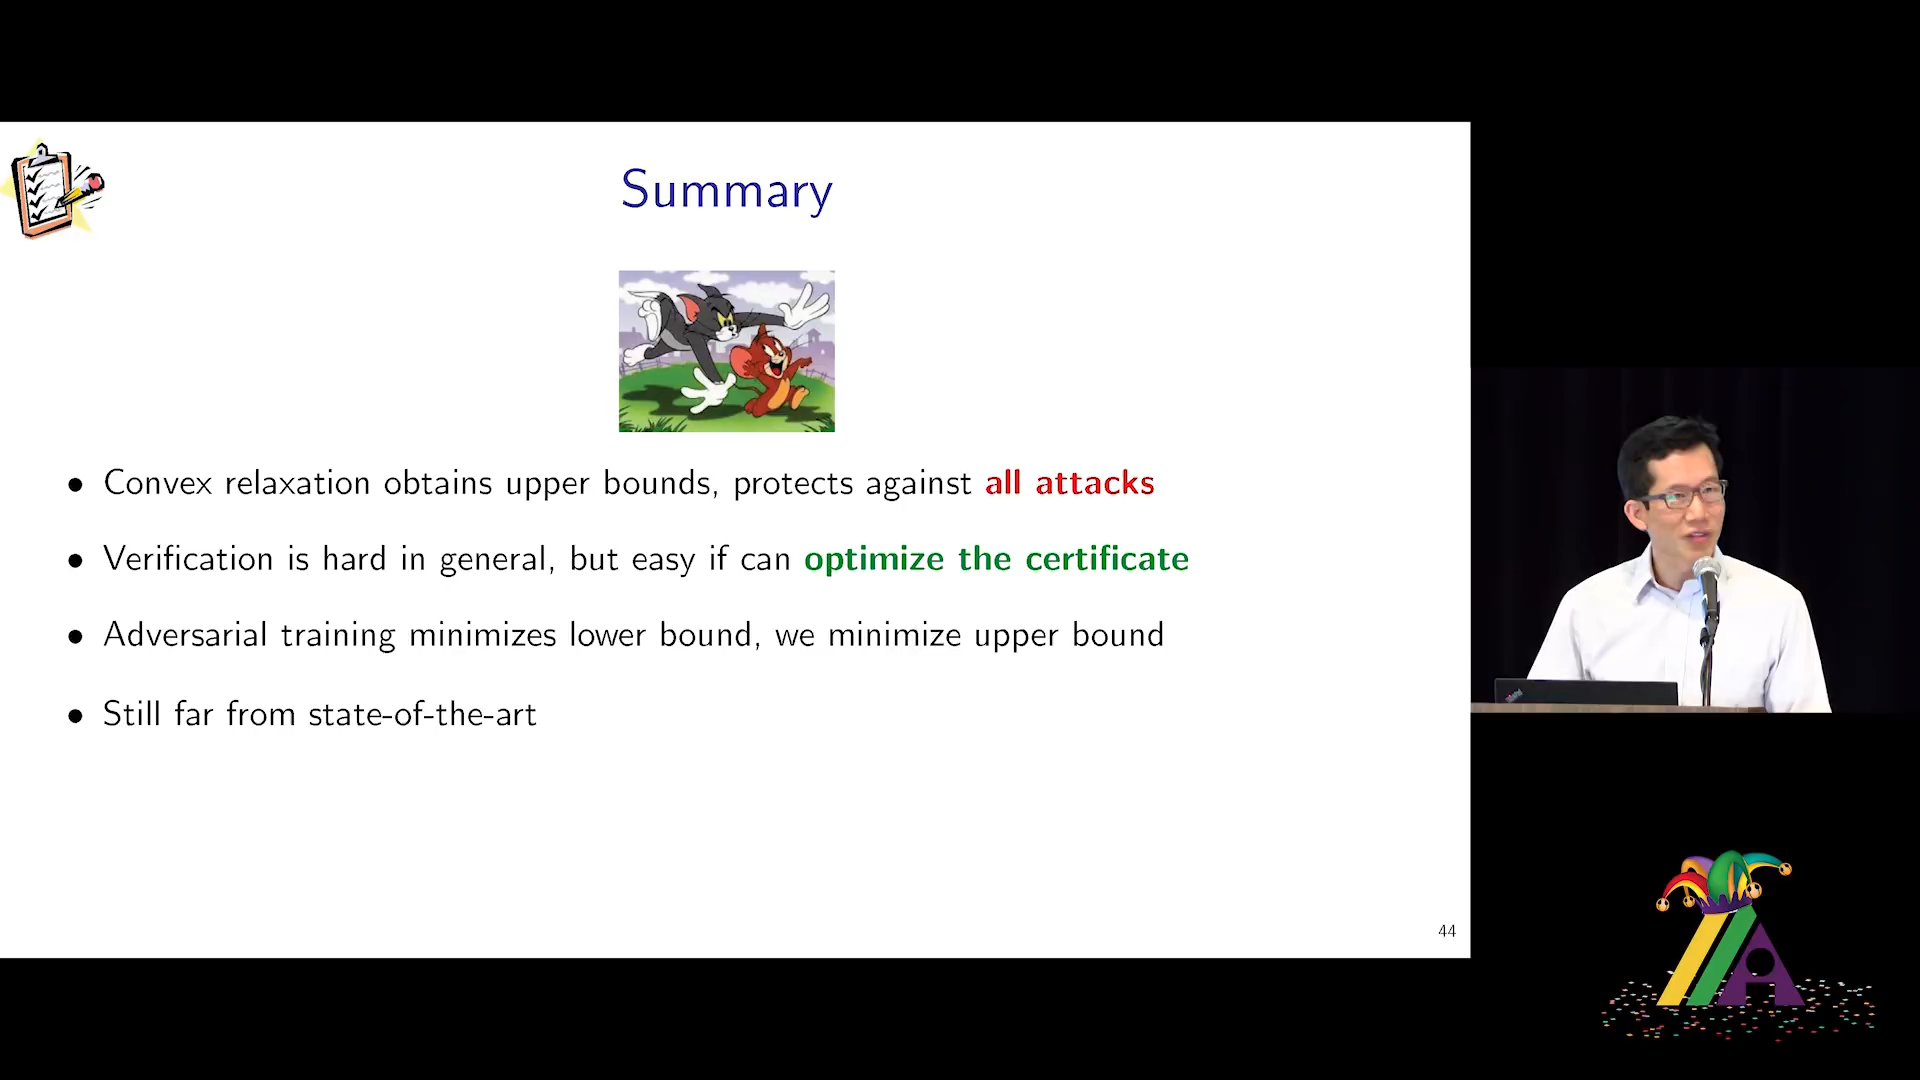 Summary
• Convex relaxation obtains upper bounds, protects against all attacks
• Verification is hard in general, but easy if can optimize the certificate
• Adversarial training minimizes lower bound, we minimize upper bound
• Still far from state-of-the-art
44